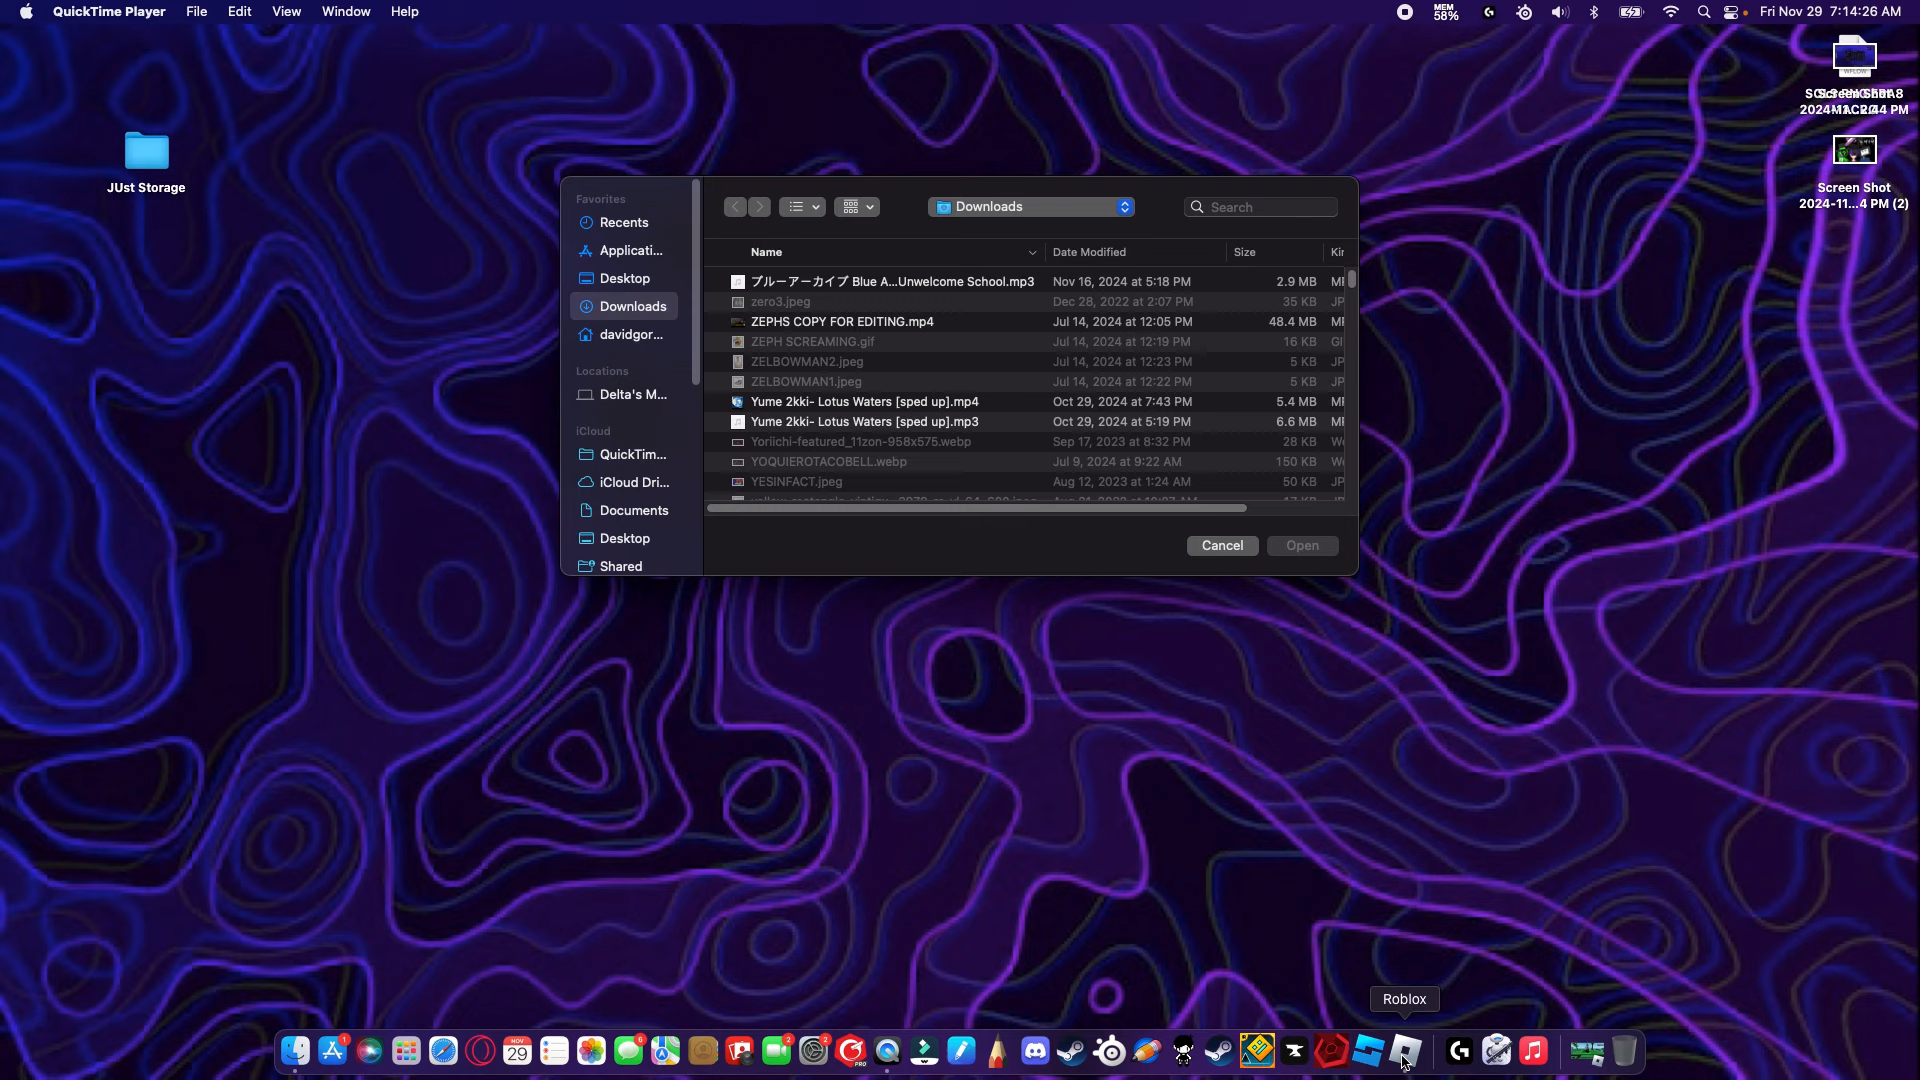 QuickTime Player File Edit View Window Help MEM 58% Fri Nov 29 7:14:26 AM
JUst Storage
WFLOW
2024-11...4 PM (2)
Screen Shot
Favorites
Recents
Applicati...
Desktop
Downloads
davidgor...
Locations
Delta's M...
iCloud
QuickTim...
iCloud Dri...
Documents
Desktop
Shared
Downloads
Search
Name Date Modified Size Kir
ブルーアーカイブ Blue A...Unwelcome School.mp3 Nov 16, 2024 at 5:18 PM 2.9 MB
zero3.jpeg Dec 28, 2022 at 2:07 PM 35 KB JP
ZEPHS COPY FOR EDITING.mp4 Jul 14, 2024 at 12:05 PM 48.4 MB
ZEPH SCREAMING.gif Jul 14, 2024 at 12:19 PM 16 KB GI
ZELBOWMAN2.jpeg Jul 14, 2024 at 12:23 PM 5 KB JP
ZELBOWMAN1.jpeg Jul 14, 2024 at 12:22 PM 5 KB JP
Yume 2kki- Lotus Waters [sped up].mp4 Oct 29, 2024 at 7:43 PM 5.4 MB
Yume 2kki- Lotus Waters [sped up].mp3 Oct 29, 2024 at 5:19 PM 6.6 MB
Yoriichi-featured_11zon-958x575.webp Sep 17, 2023 at 8:32 PM 28 KB
YOQUIEROTACOBELL.webp Jul 9, 2024 at 9:22 AM 150 KB
YESINFACT.jpeg Aug 12, 2023 at 1:24 AM 50 KB JP
Cancel Open
Roblox
NOV
29
PRO